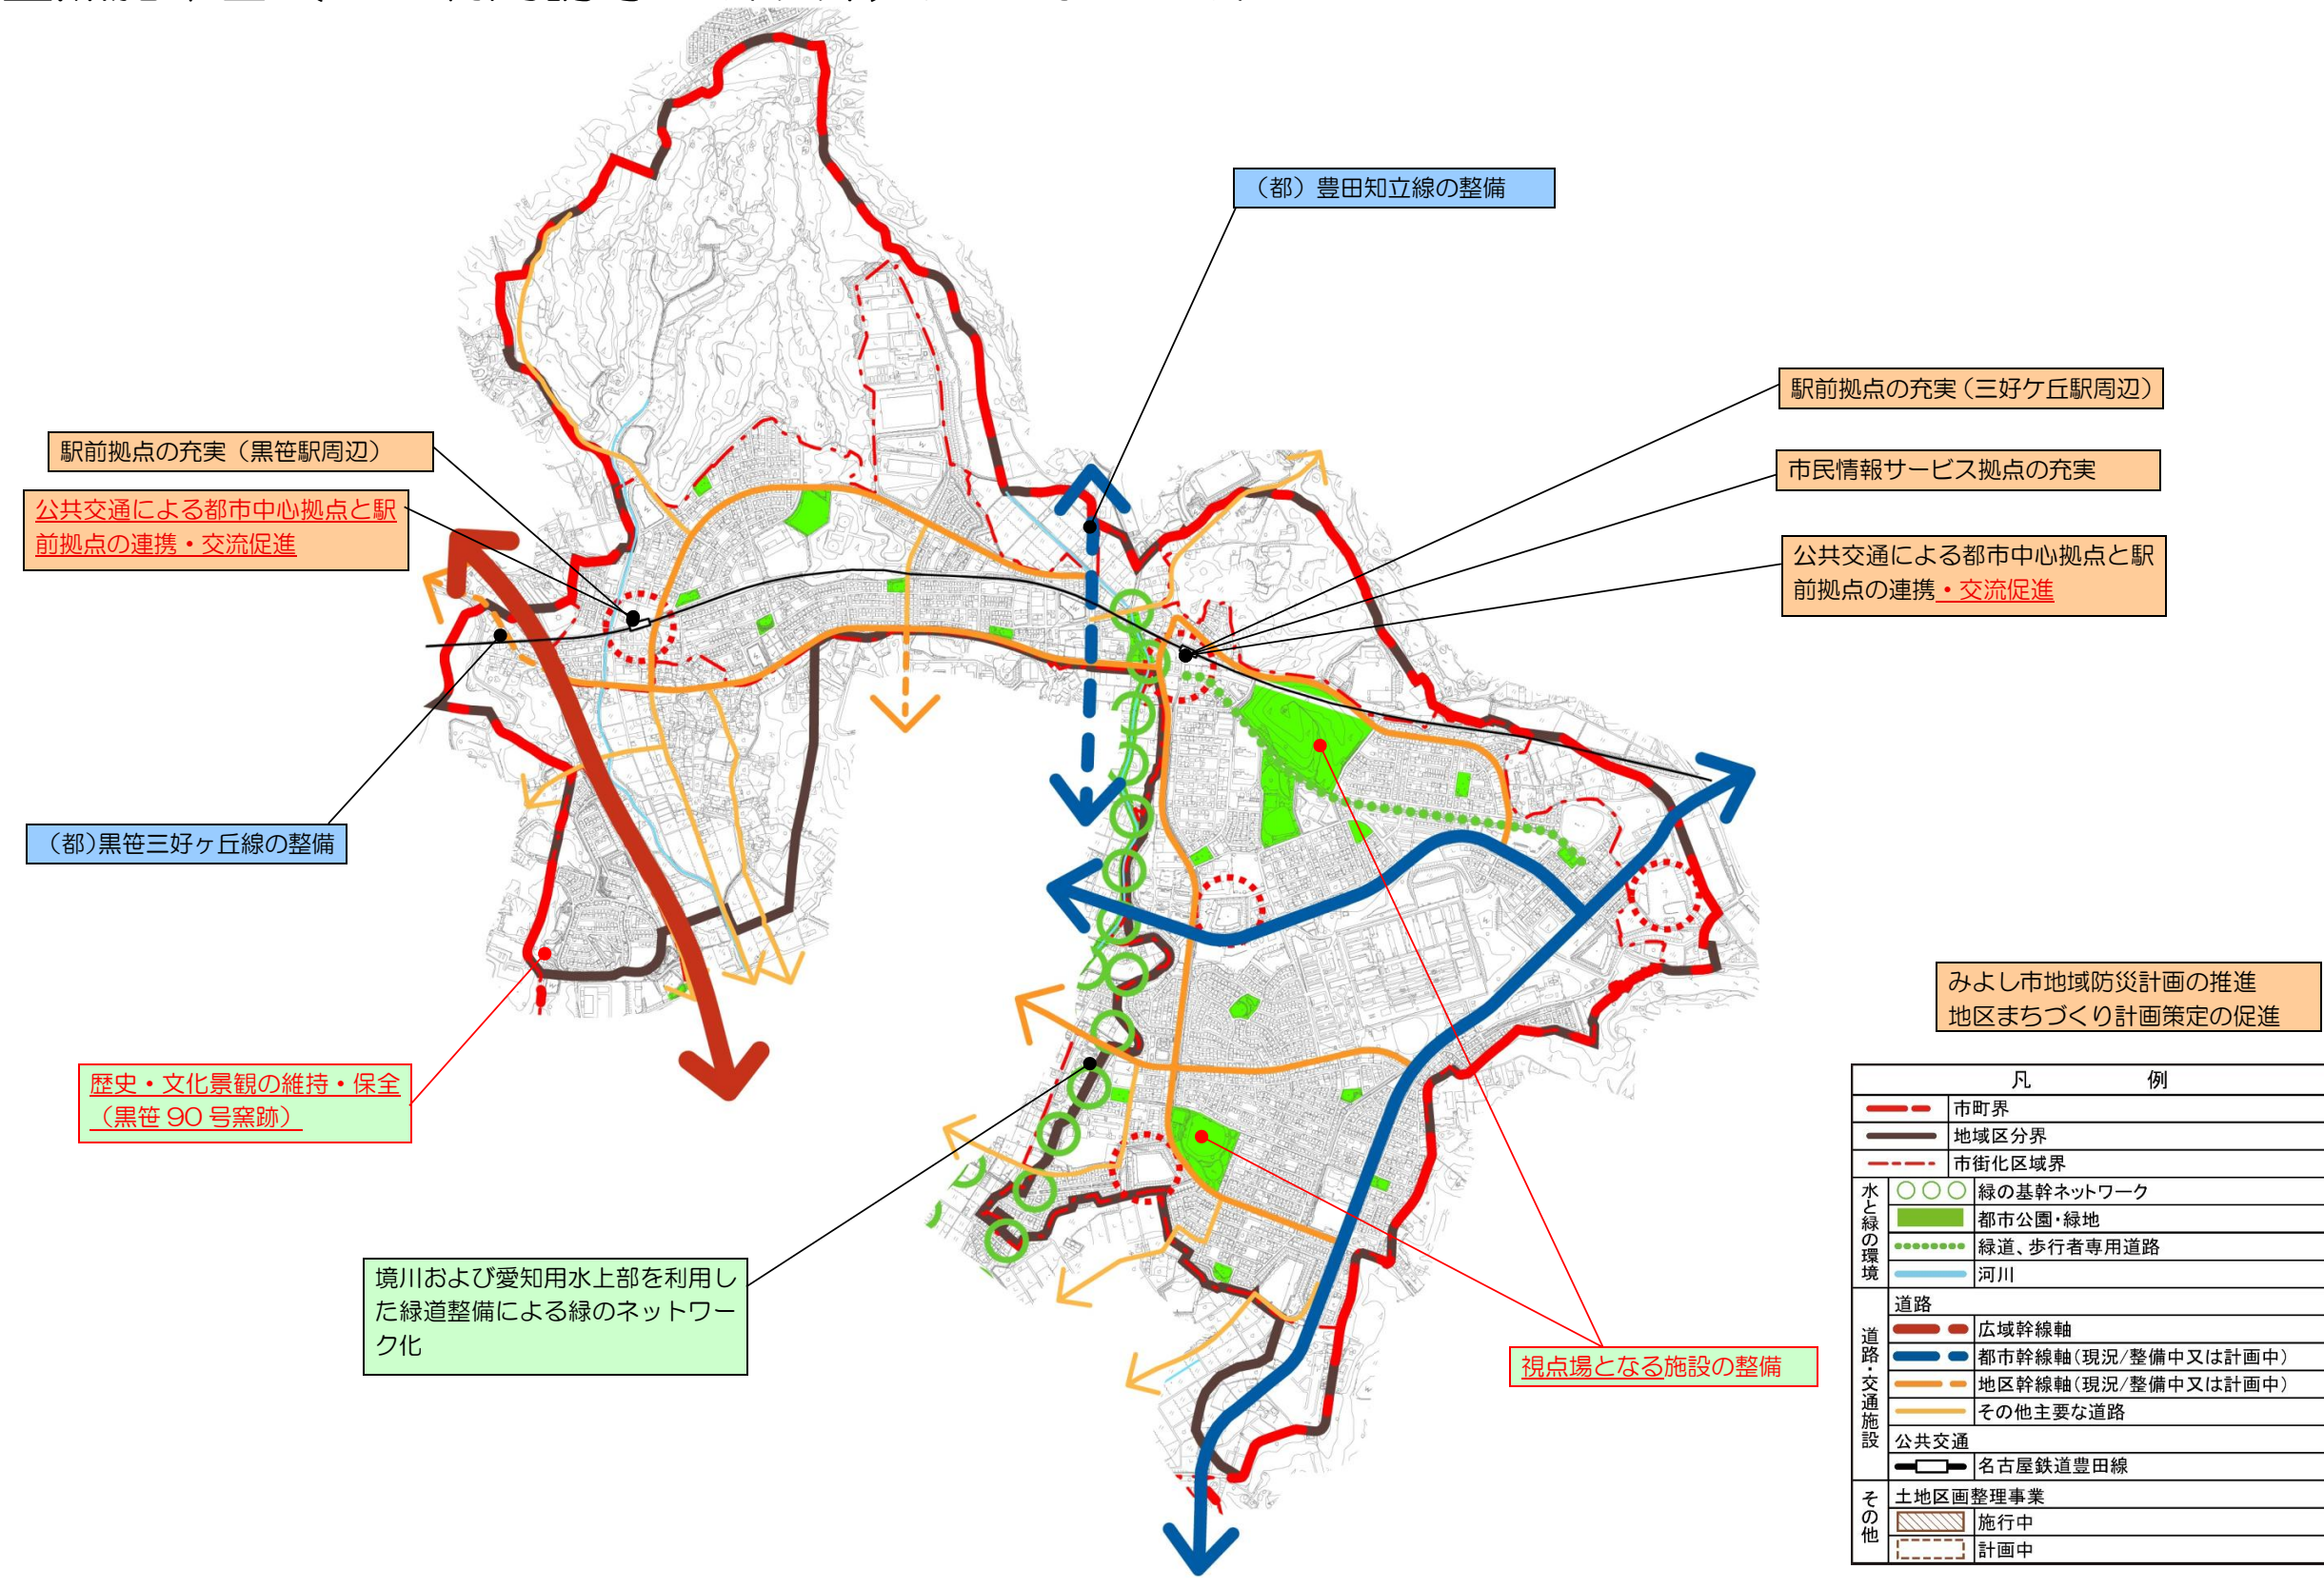 （都）豊田知立線の整備
駅前拠点の充実（三好ケ丘駅周辺）
市民情報サービス拠点の充実
公共交通による都市中心拠点と駅
前拠点の連携・交流促進
駅前拠点の充実（黒笹駅周辺）
公共交通による都市中心拠点と駅
前拠点の連携・交流促進
（都）黒笹三好ヶ丘線の整備
歴史・文化景観の維持・保全
（黒笹 90 号窯跡）
境川および愛知用水上部を利用し
た緑道整備による緑のネットワー
ク化
視点場となる施設の整備
みよし市地域防災計画の推進
地区まちづくり計画策定の促進
凡　例
市町界
地域区分界
市街化区域界
水と緑の環境
緑の基幹ネットワーク
都市公園・緑地
緑道、歩行者専用道路
河川
道路・交通施設
道路
広域幹線軸
都市幹線軸（現況/整備中又は計画中）
地区幹線軸（現況/整備中又は計画中）
その他主要な道路
公共交通
名古屋鉄道豊田線
その他
土地区画整理事業
施行中
計画中